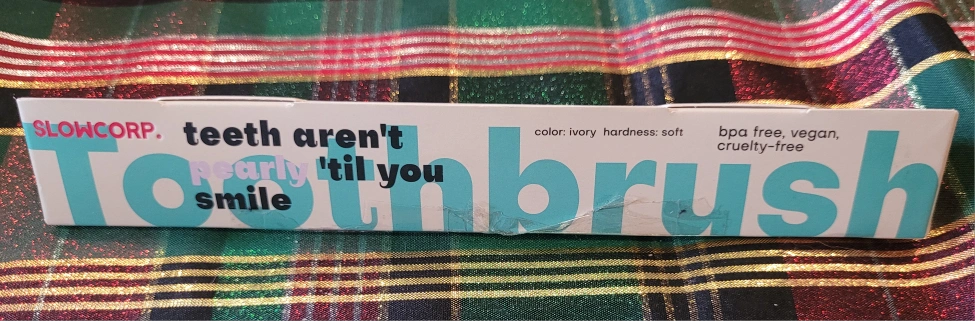 SLOWCORP.
teeth aren't
pearly 'til you
smile
color: ivory hardness: soft
bpa free, vegan,
cruelty-free
Toothbrush